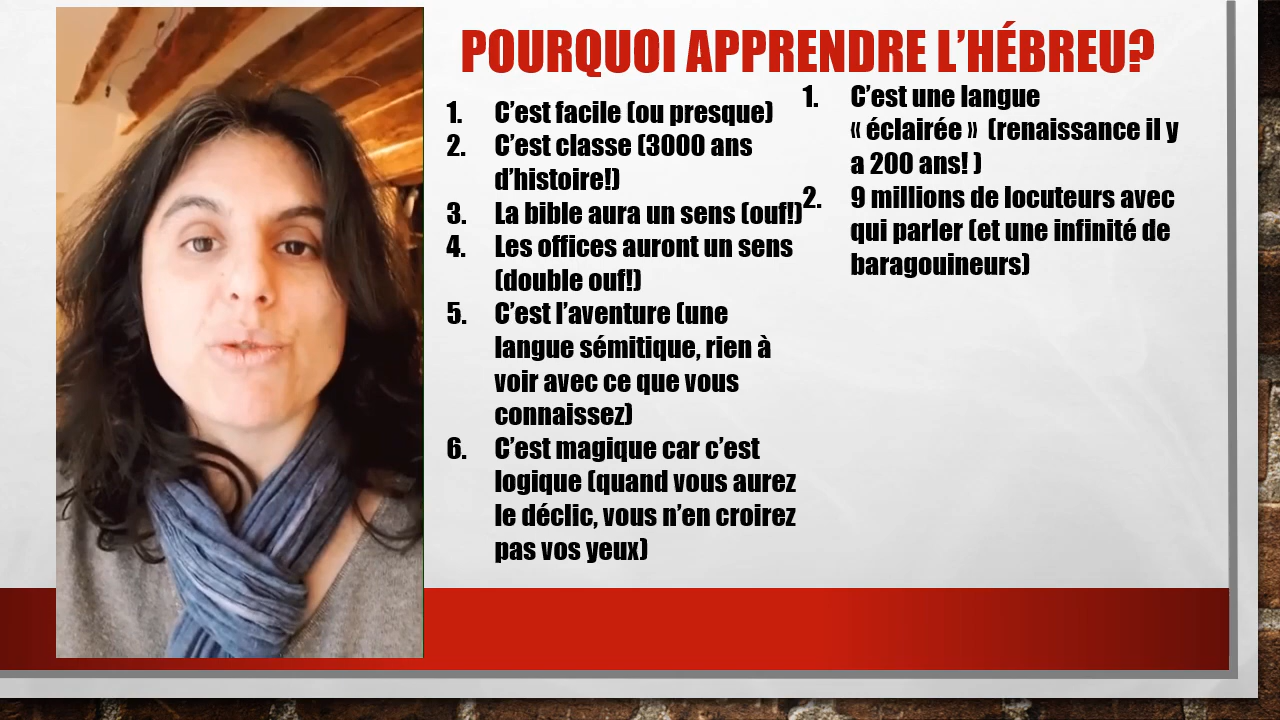 POURQUOI APPRENDRE L’HÉBREU?
1. C’est facile (ou presque)
2. C’est classe (3000 ans
d’histoire!)
3. La bible aura un sens (ouf!)
4. Les offices auront un sens
(double ouf!)
5. C’est l’aventure (une
langue sémitique, rien à
voir avec ce que vous
connaissez)
6. C’est magique car c’est
logique (quand vous aurez
le déclic, vous n’en croirez
pas vos yeux)
1. C’est une langue
« éclairée » (renaissance il y
a 200 ans! )
2. 9 millions de locuteurs avec
qui parler (et une infinité de
baragouineurs)